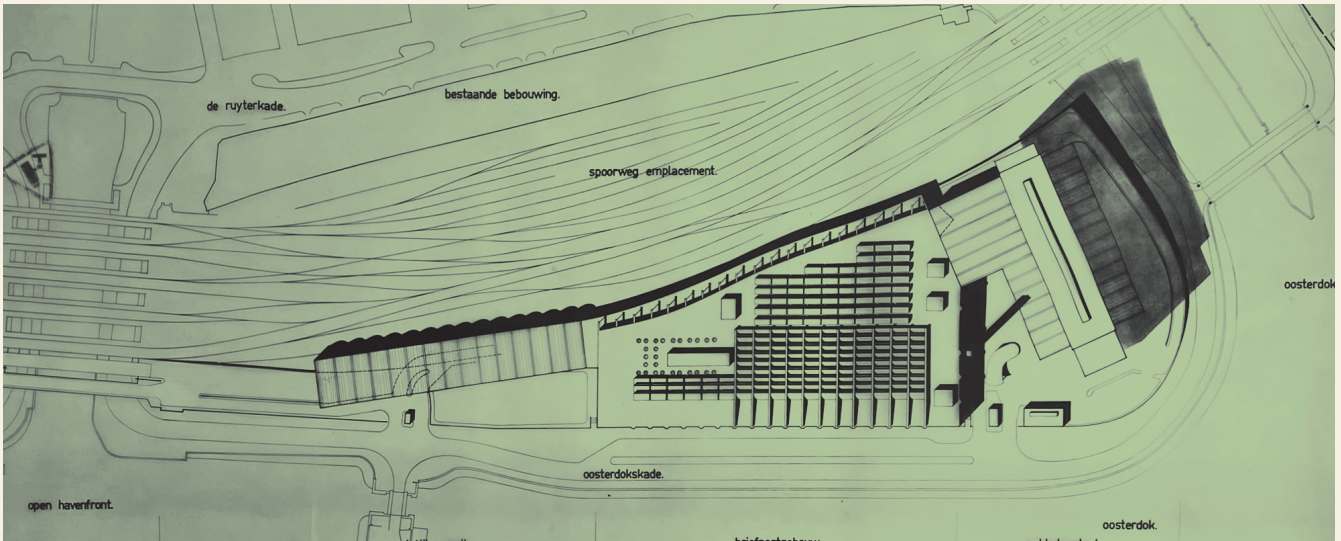 bestaande bebouwing.
de ruyterkade.
spoorweg emplacement.
oosterdok
oosterdokskade.
open havenfront.
oosterdok.